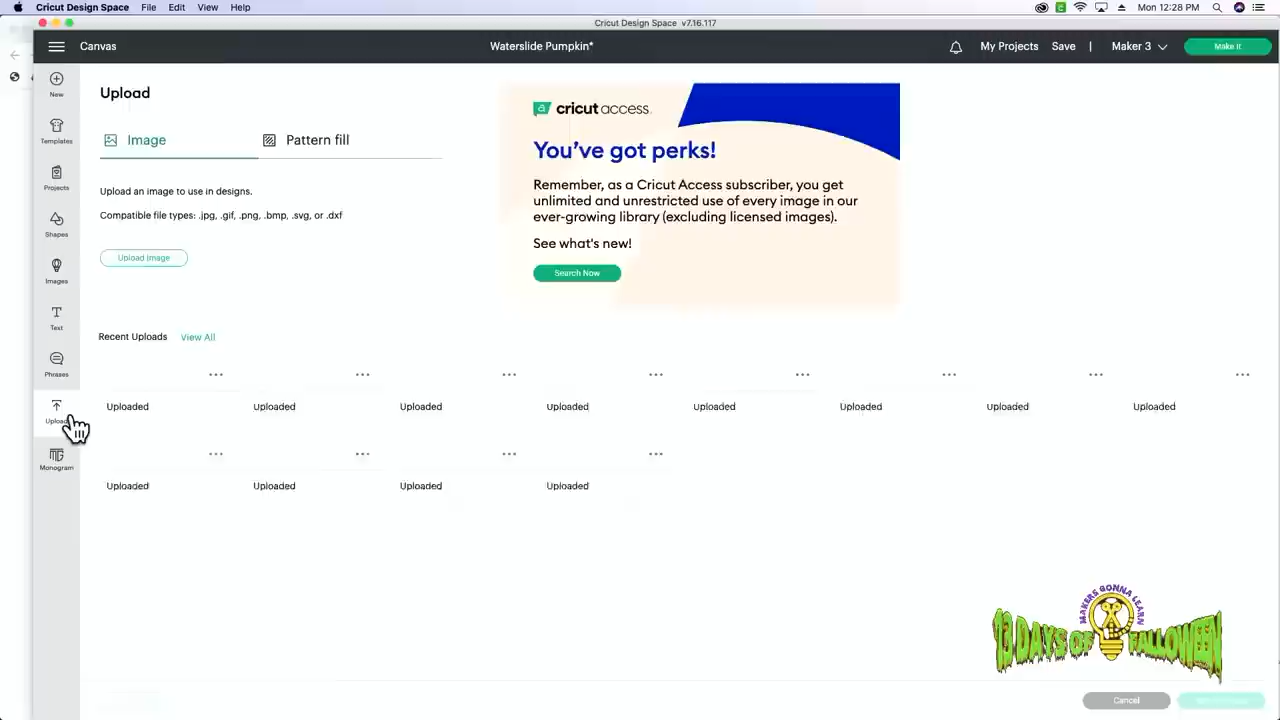 Cricut Design Space File Edit View Help Mon 12:28 PM
Cricut Design Space v7.16.117
Canvas Waterslide Pumpkin* My Projects Save | Maker 3 Make It
New
Templates
Projects
Shapes
Images
Text
Phrases
Upload
Monogram
Upload
Image Pattern fill
Upload an image to use in designs.
Compatible file types: .jpg, .gif, .png, .bmp, .svg, or .dxf
Upload Image
cricut access.
You've got perks!
Remember, as a Cricut Access subscriber, you get
unlimited and unrestricted use of every image in our
ever-growing library (excluding licensed images).
See what's new!
Search Now
Recent Uploads View All
Uploaded Uploaded Uploaded Uploaded Uploaded Uploaded Uploaded Uploaded
Uploaded Uploaded Uploaded Uploaded
MAKERS GONNA LEARN
13 DAYS OF FALLOWEEN
Cancel